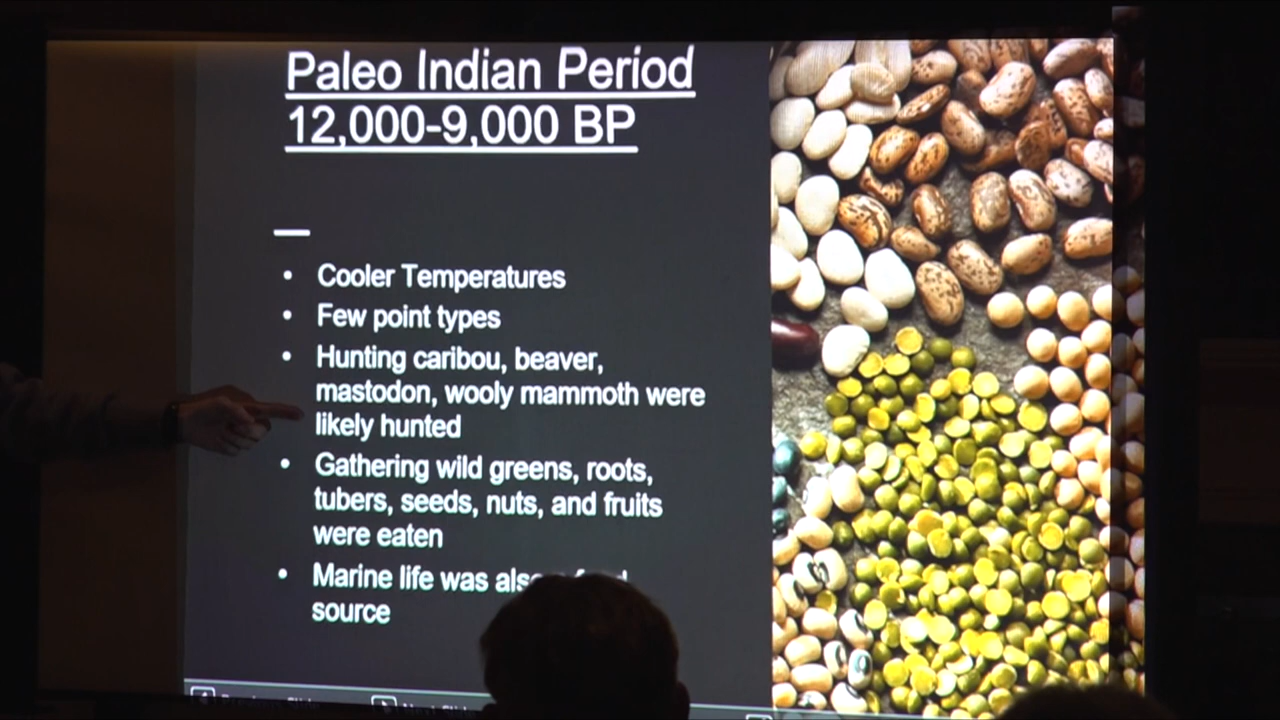 Paleo Indian Period
12,000-9,000 BP
• Cooler Temperatures
• Few point types
• Hunting caribou, beaver,
mastodon, wooly mammoth were
likely hunted
• Gathering wild greens, roots,
tubers, seeds, nuts, and fruits
were eaten
• Marine life was
source